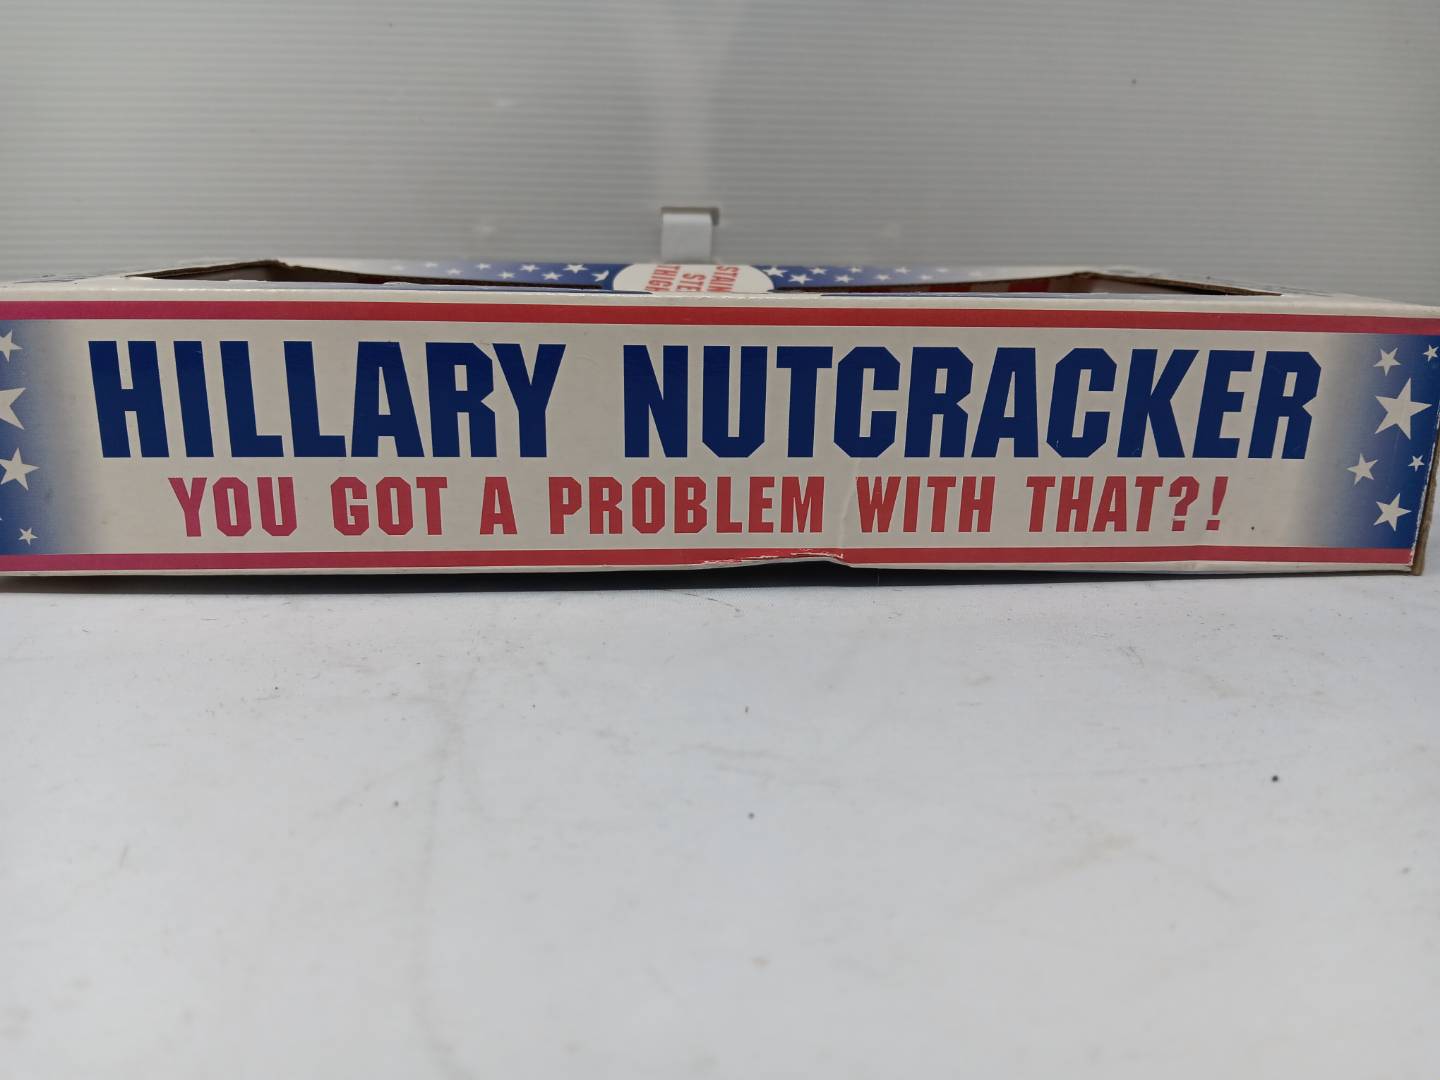 HILLARY NUTCRACKER
YOU GOT A PROBLEM WITH THAT?!